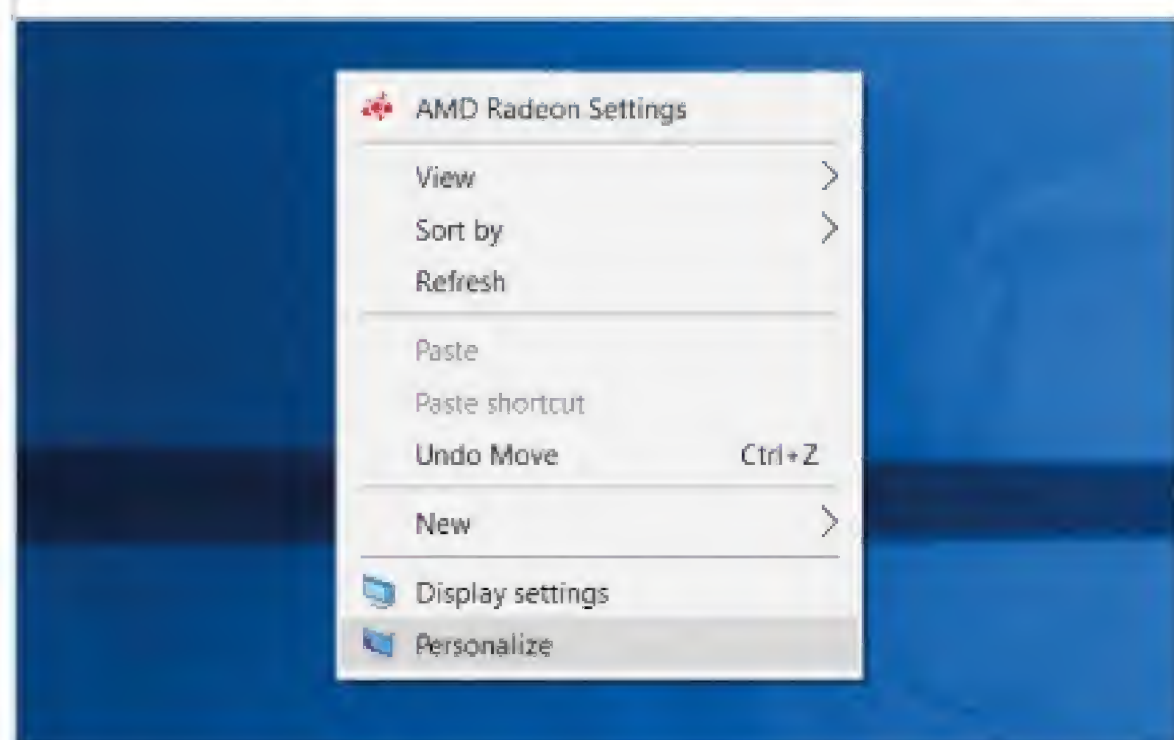 AMD Radeon Settings
View
Sort by
Refresh
Paste
Paste shortcut
Undo Move Ctrl+Z
New
Display settings
Personalize